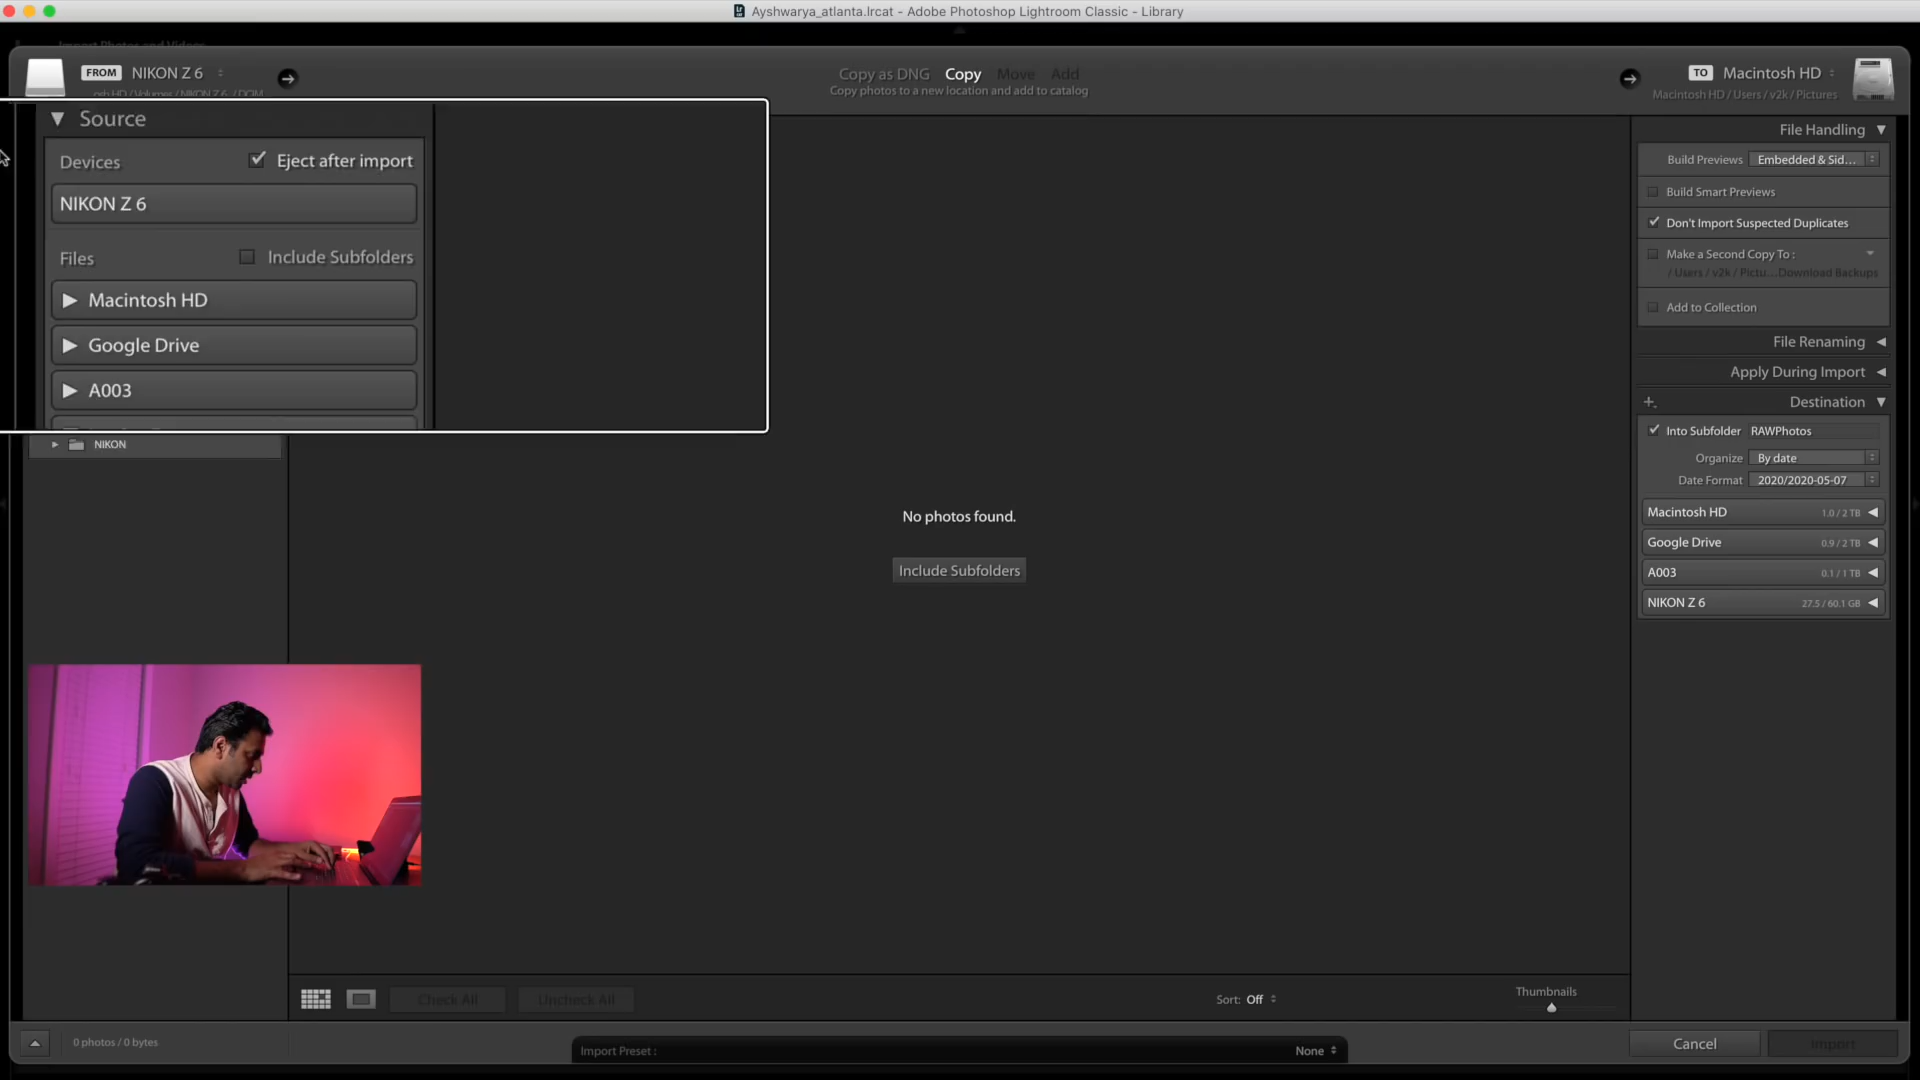 Ayshwarya_atlanta.lrcat - Adobe Photoshop Lightroom Classic - Library
FROM NIKON Z 6
Copy as DNG Copy Move Add
Copy photos to a new location and add to catalog
TO Macintosh HD
Macintosh HD / Users / v2k / Pictures
Source
Devices Eject after import
NIKON Z 6
Files Include Subfolders
Macintosh HD
Google Drive
A003
NIKON
No photos found.
Include Subfolders
File Handling
Build Previews Embedded & Sid...
Build Smart Previews
Don't Import Suspected Duplicates
Make a Second Copy To :
/ Users / v2k / Pictu...Download Backups
Add to Collection
File Renaming
Apply During Import
Destination
Into Subfolder RAWPhotos
Organize By date
Date Format 2020/2020-05-07
Macintosh HD 1.0 / 2 TB
Google Drive 0.9 / 2 TB
A003 0.1 / 1 TB
NIKON Z 6 27.5 / 60.1 GB
Check All Uncheck All
Sort: Off
Thumbnails
0 photos / 0 bytes
Import Preset : None
Cancel Import